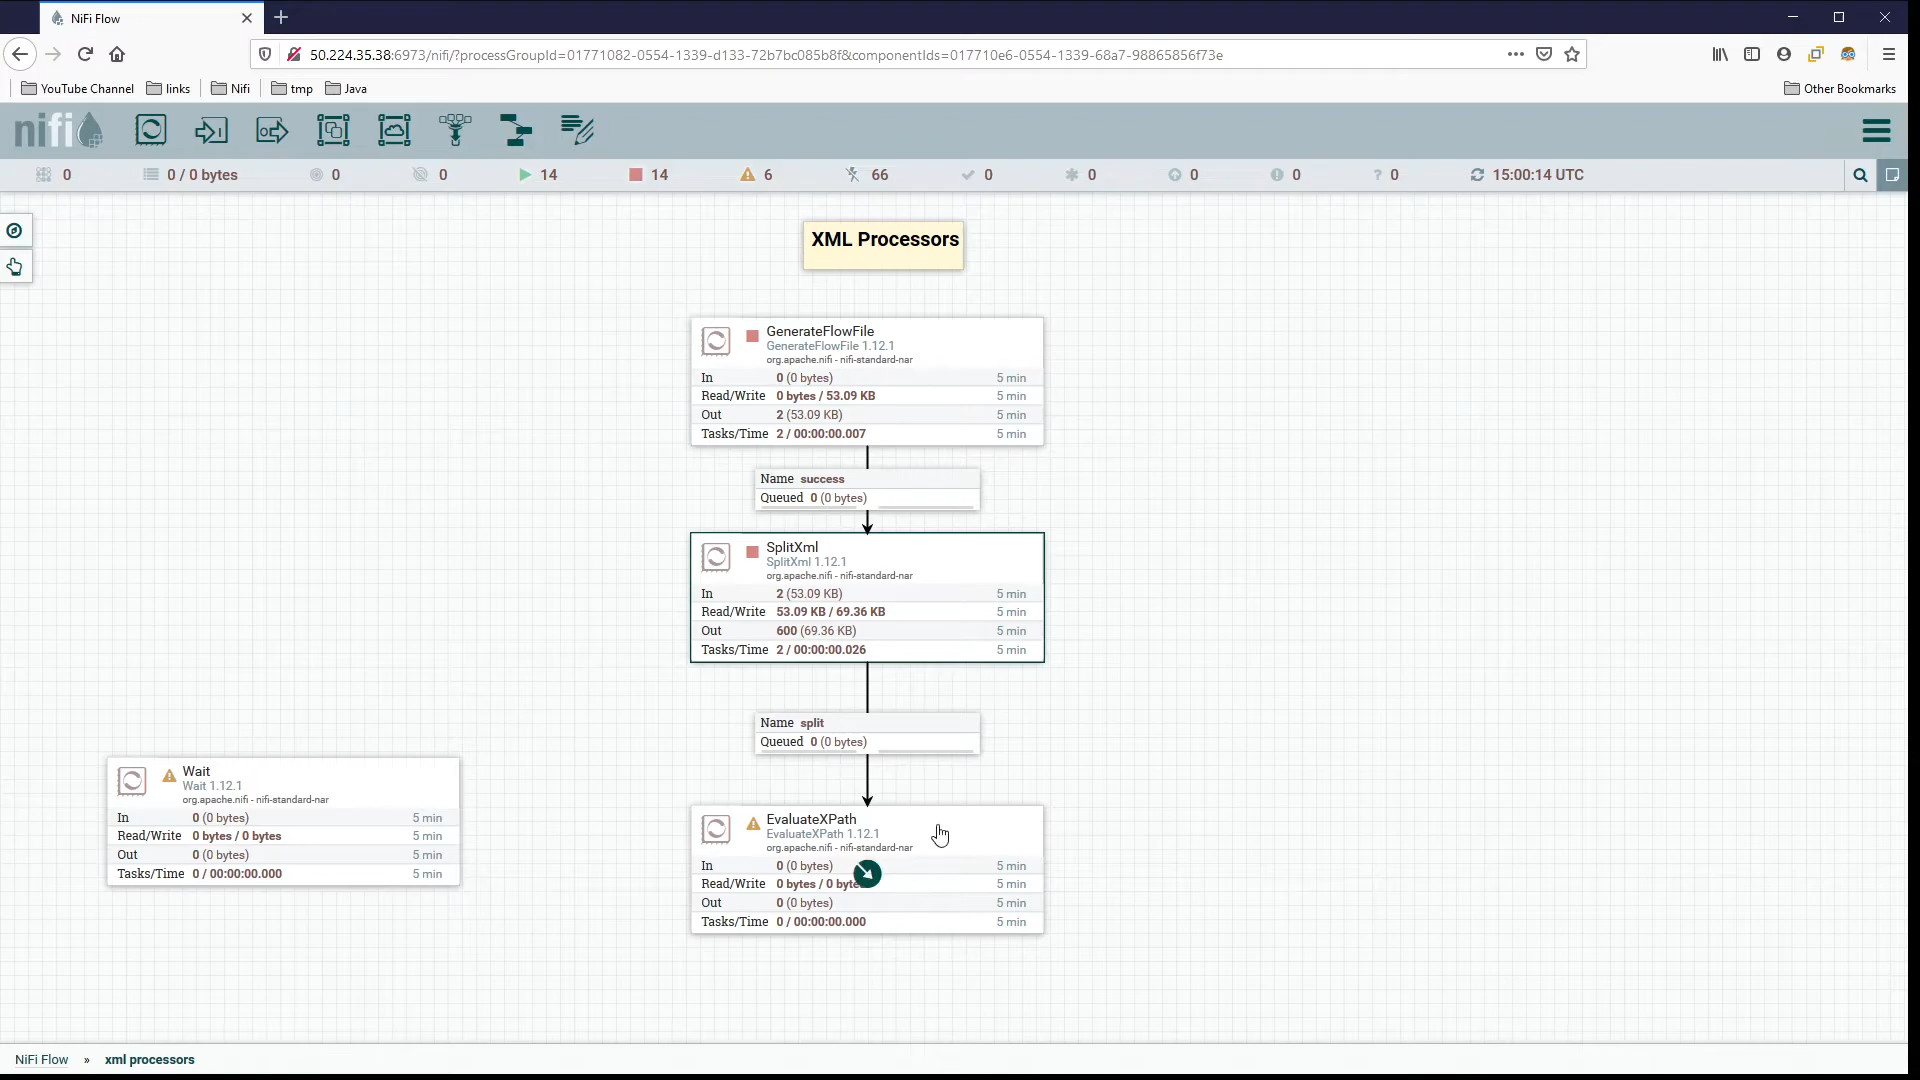 NiFi Flow
50.224.35.38:6973/nifi/?processGroupId=01771082-0554-1339-d133-72b7bc085b8f&componentIds=017710e6-0554-1339-68a7-98865856f73e
YouTube Channel links Nifi tmp Java Other Bookmarks
nifi
0 0 / 0 bytes 0 0 14 14 6 66 0 0 0 0 ? 0 15:00:14 UTC
XML Processors
GenerateFlowFile
GenerateFlowFile 1.12.1
org.apache.nifi - nifi-standard-nar
In 0 (0 bytes) 5 min
Read/Write 0 bytes / 53.09 KB 5 min
Out 2 (53.09 KB) 5 min
Tasks/Time 2 / 00:00:00.007 5 min
Name success
Queued 0 (0 bytes)
SplitXml
SplitXml 1.12.1
org.apache.nifi - nifi-standard-nar
In 2 (53.09 KB) 5 min
Read/Write 53.09 KB / 69.36 KB 5 min
Out 600 (69.36 KB) 5 min
Tasks/Time 2 / 00:00:00.026 5 min
Name split
Queued 0 (0 bytes)
Wait
Wait 1.12.1
org.apache.nifi - nifi-standard-nar
In 0 (0 bytes) 5 min
Read/Write 0 bytes / 0 bytes 5 min
Out 0 (0 bytes) 5 min
Tasks/Time 0 / 00:00:00.000 5 min
EvaluateXPath
EvaluateXPath 1.12.1
org.apache.nifi - nifi-standard-nar
In 0 (0 bytes) 5 min
Read/Write 0 bytes / 0 byte 5 min
Out 0 (0 bytes) 5 min
Tasks/Time 0 / 00:00:00.000 5 min
NiFi Flow » xml processors